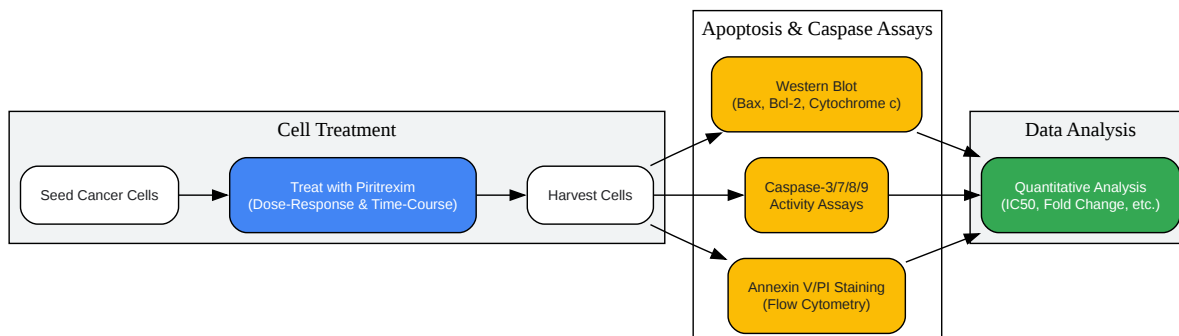 Cell Treatment
Seed Cancer Cells
Treat with Piritrexim
(Dose-Response & Time-Course)
Harvest Cells
Apoptosis & Caspase Assays
Western Blot
(Bax, Bcl-2, Cytochrome c)
Caspase-3/7/8/9
Activity Assays
Annexin V/PI Staining
(Flow Cytometry)
Data Analysis
Quantitative Analysis
(IC50, Fold Change, etc.)